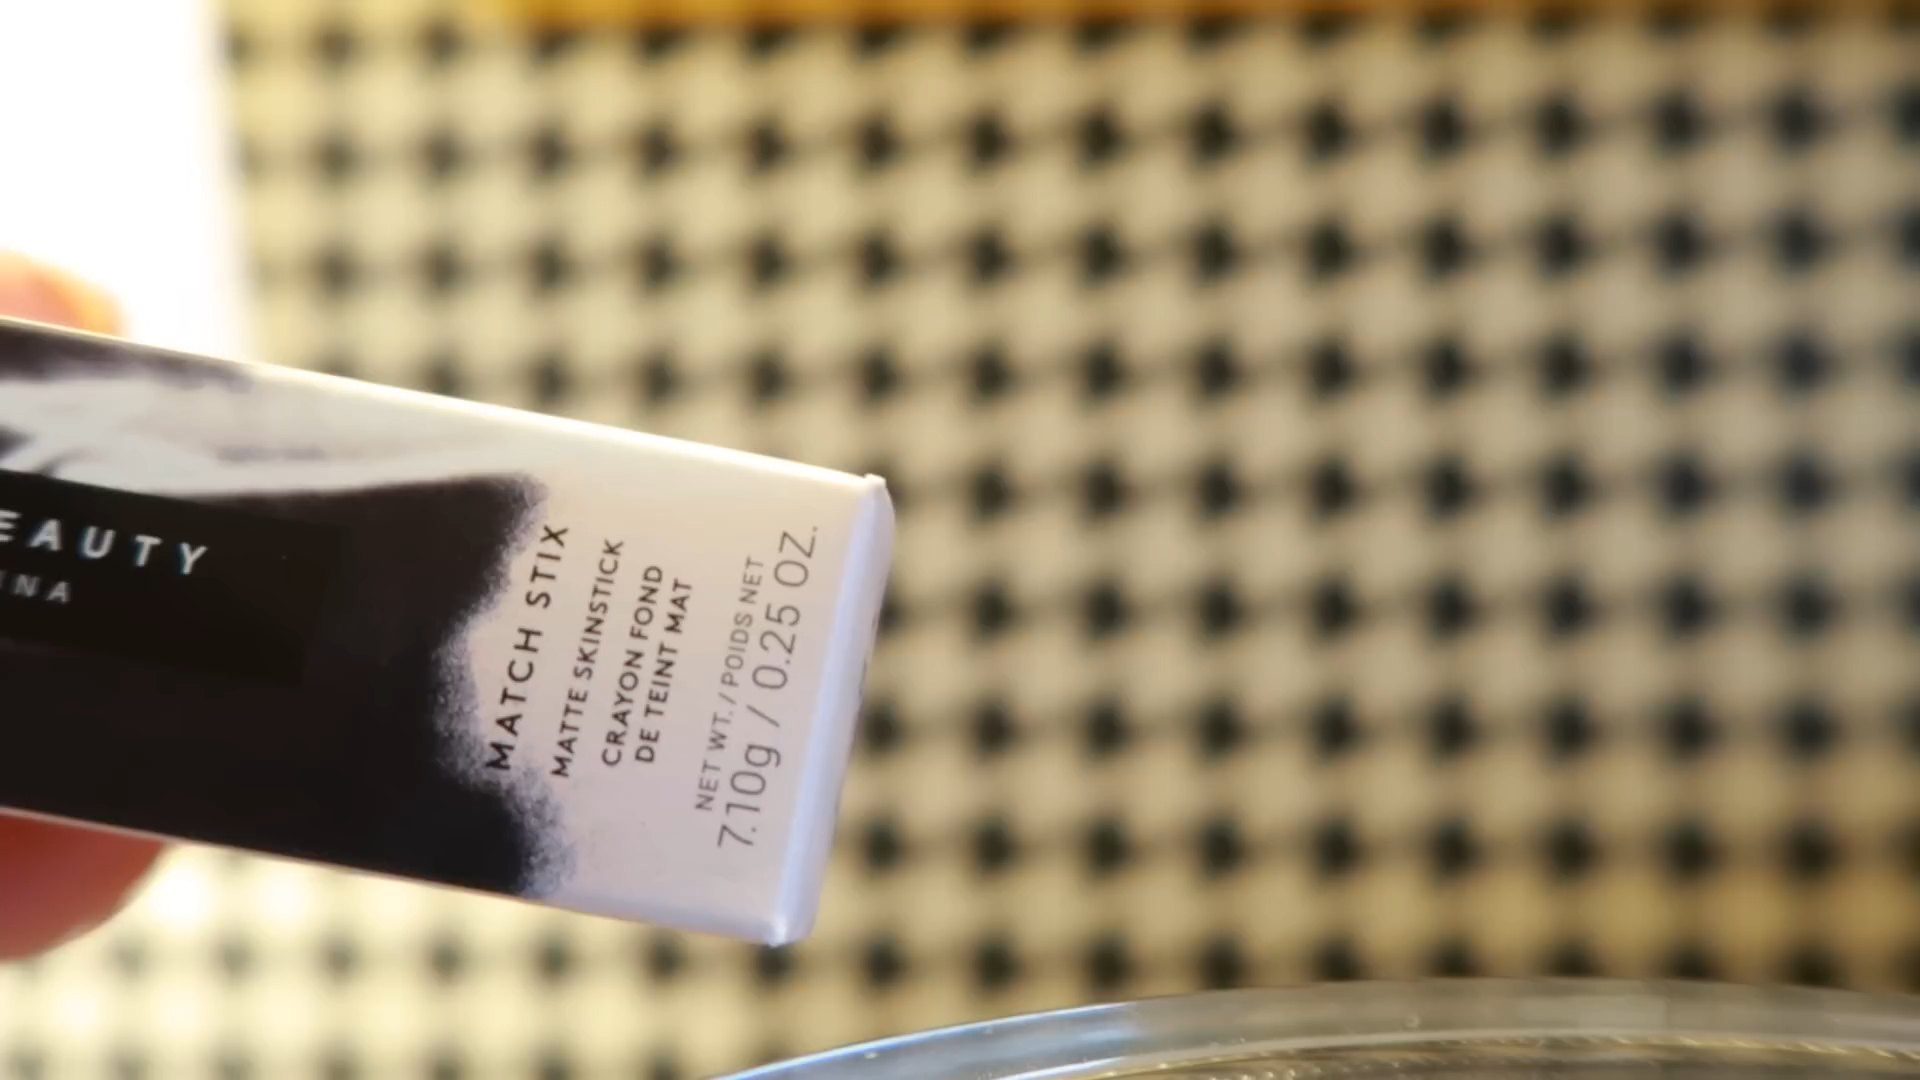 EAUTY
NA
MATCH STIX
MATTE SKINSTICK
CRAYON FOND
DE TEINT MAT
NET WT. / POIDS NET
7.10g / 0.25 OZ.